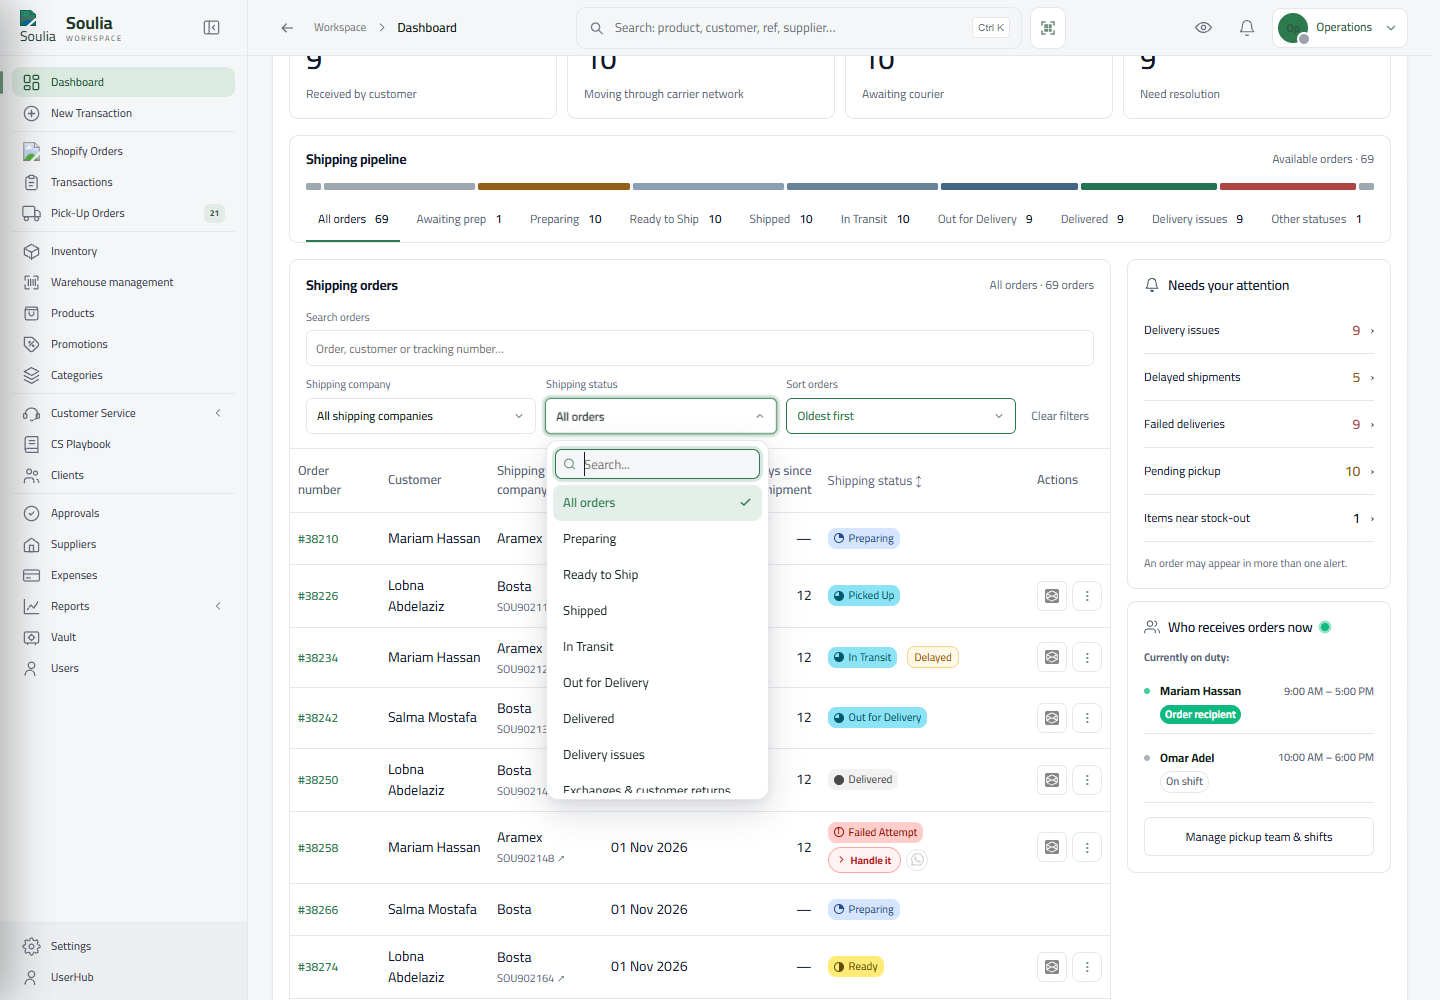 Soulia
Soulia
WORKSPACE
Workspace
Dashboard
Search: product, customer, ref, supplier...
Ctrl K
Operations
Dashboard
New Transaction
Shopify Orders
Transactions
Pick-Up Orders
21
Inventory
Warehouse management
Products
Promotions
Categories
Customer Service
CS Playbook
Clients
Approvals
Suppliers
Expenses
Reports
Vault
Users
Settings
UserHub
9
Received by customer
10
Moving through carrier network
10
Awaiting courier
9
Need resolution
Shipping pipeline
Available orders · 69
All orders 69
Awaiting prep 1
Preparing 10
Ready to Ship 10
Shipped 10
In Transit 10
Out for Delivery 9
Delivered 9
Delivery issues 9
Other statuses 1
Shipping orders
All orders · 69 orders
Search orders
Order, customer or tracking number...
Shipping company
Shipping status
Sort orders
All shipping companies
All orders
Oldest first
Clear filters
Search...
All orders
Preparing
Ready to Ship
Shipped
In Transit
Out for Delivery
Delivered
Delivery issues
Exchanges & customer returns
Order number
Customer
Shipping company
ys since
ipment
Shipping status
Actions
#38210 Mariam Hassan Aramex — Preparing
#38226 Lobna Abdelaziz Bosta SOU90211 12 Picked Up
#38234 Mariam Hassan Aramex SOU90212 12 In Transit Delayed
#38242 Salma Mostafa Bosta SOU90213 12 Out for Delivery
#38250 Lobna Abdelaziz Bosta SOU90214 12 Delivered
#38258 Mariam Hassan Aramex SOU902148 ↗ 01 Nov 2026 12 Failed Attempt
Handle it
#38266 Salma Mostafa Bosta 01 Nov 2026 — Preparing
#38274 Lobna Abdelaziz Bosta SOU902164 ↗ 01 Nov 2026 — Ready
Needs your attention
Delivery issues 9 ›
Delayed shipments 5 ›
Failed deliveries 9 ›
Pending pickup 10 ›
Items near stock-out 1 ›
An order may appear in more than one alert.
Who receives orders now
Currently on duty:
Mariam Hassan 9:00 AM – 5:00 PM
Order recipient
Omar Adel 10:00 AM – 6:00 PM
On shift
Manage pickup team & shifts